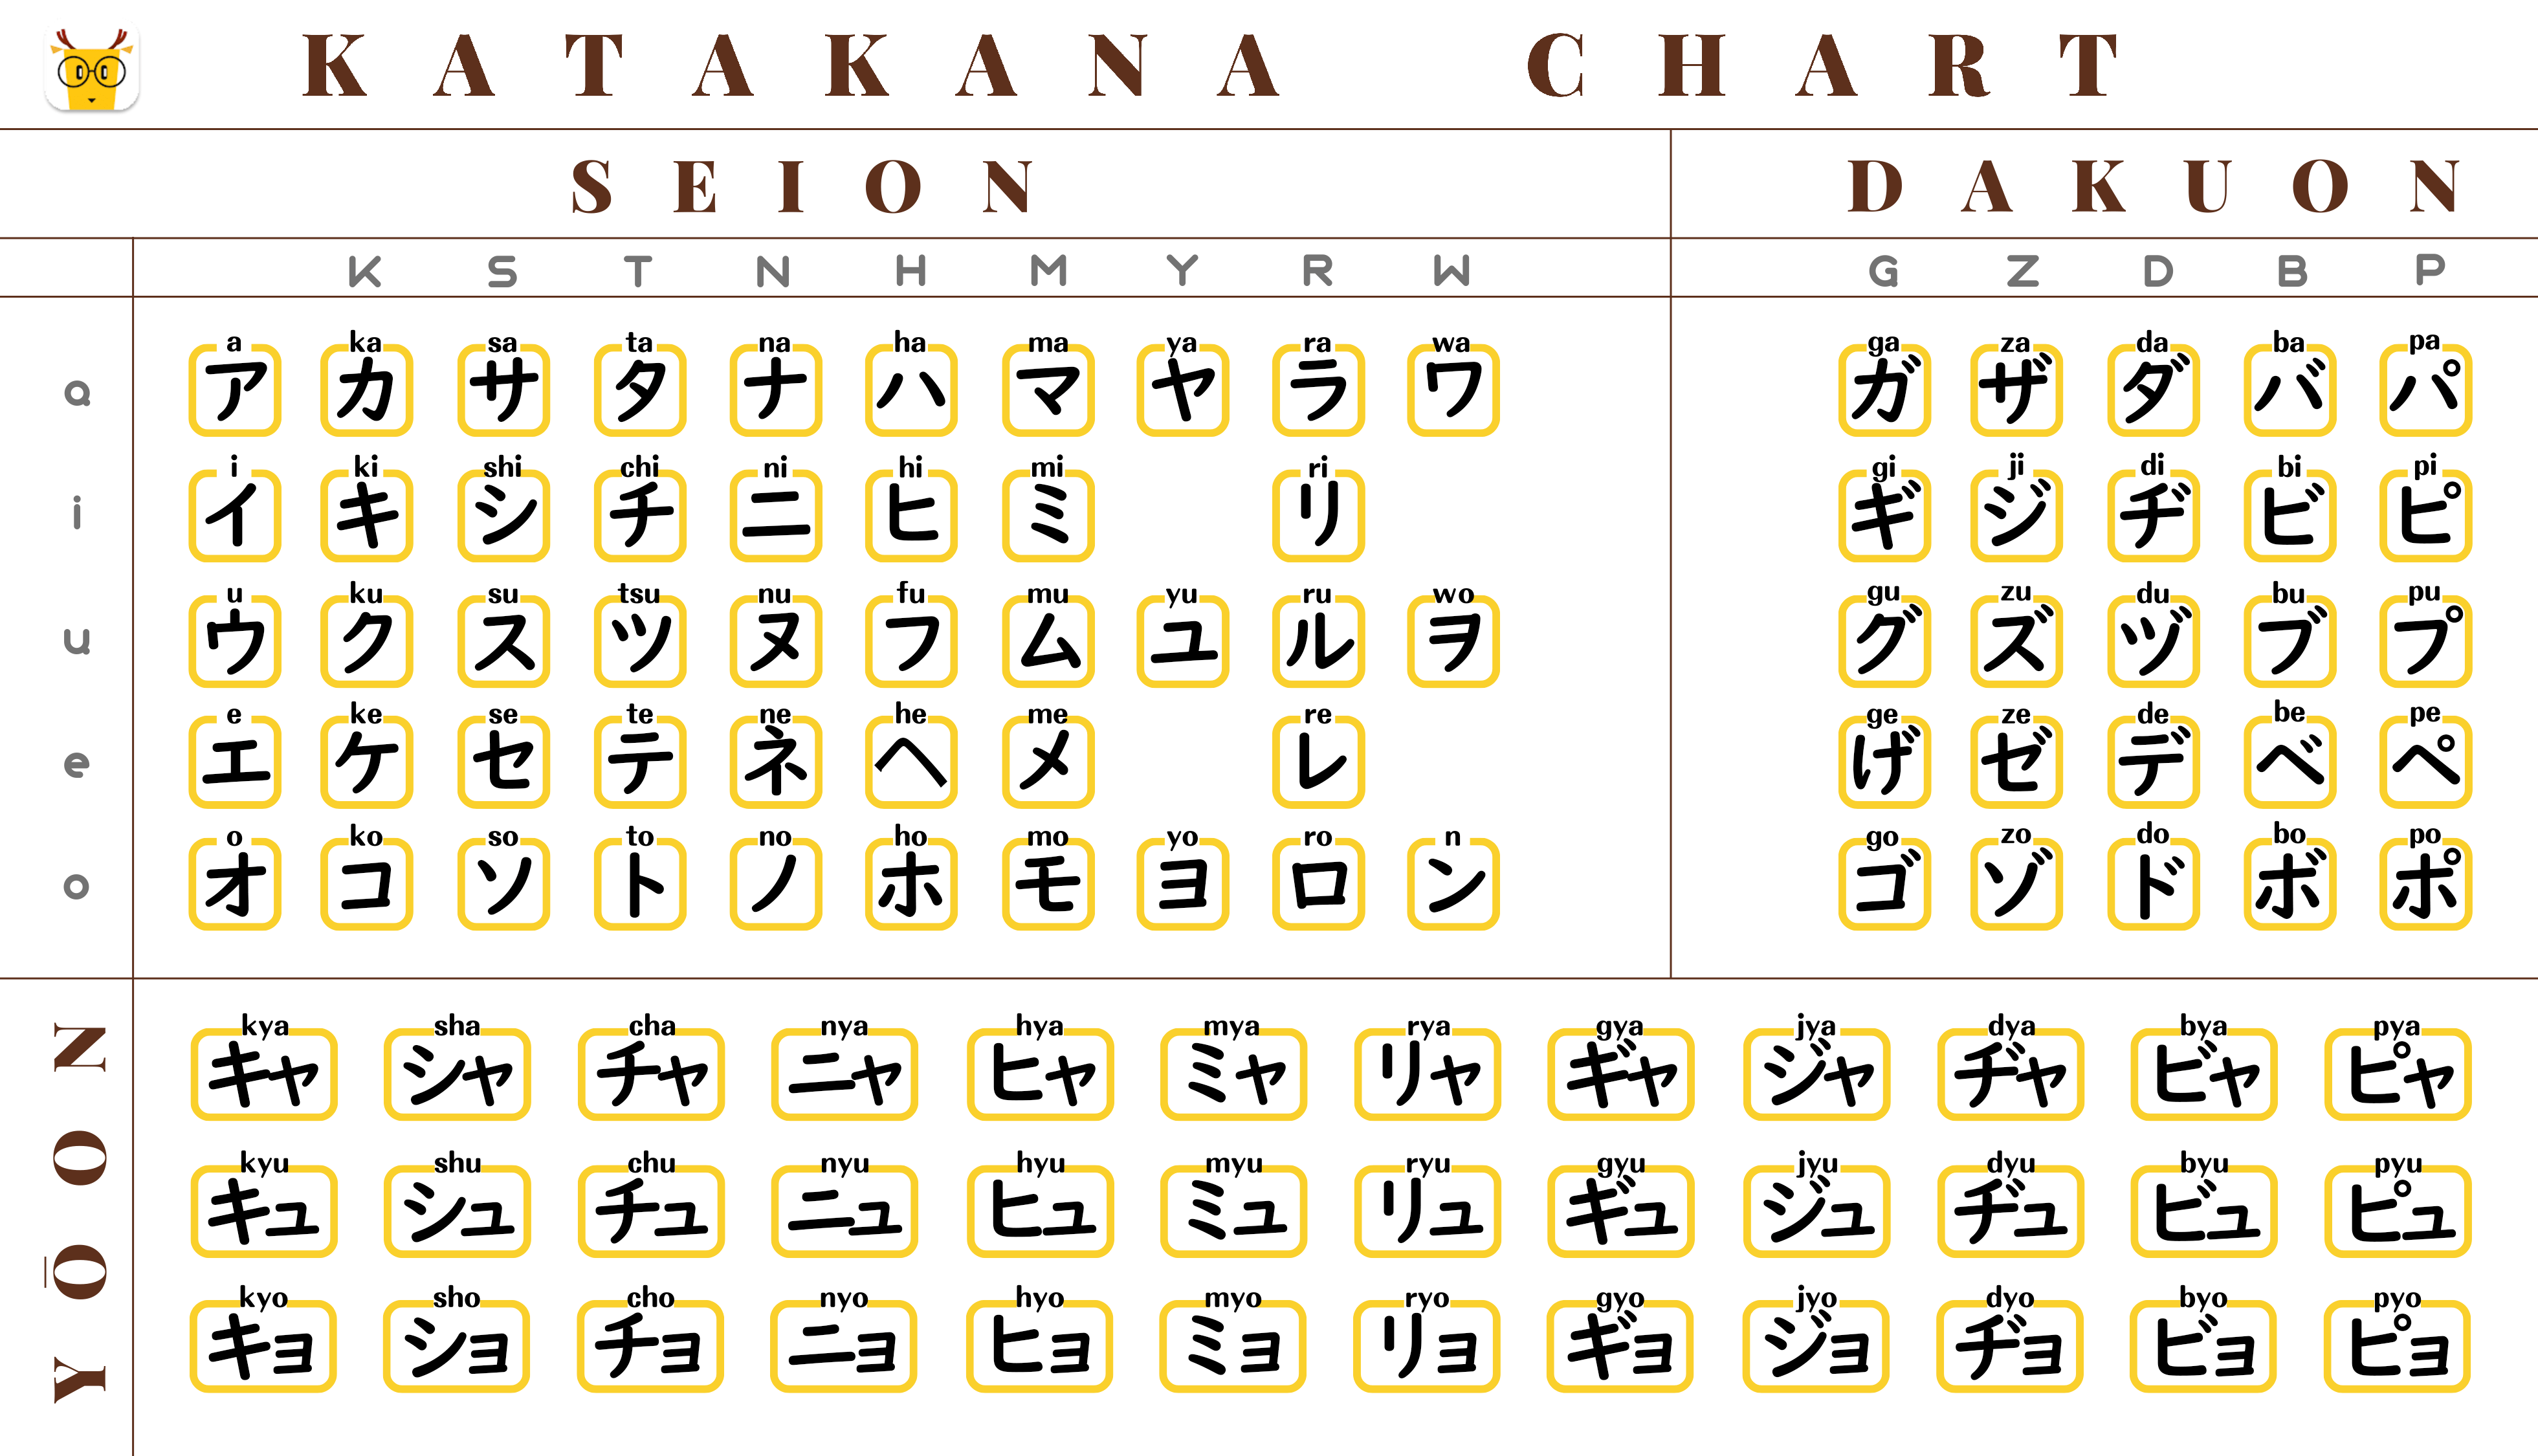 KATAKANA CHART
SEION DAKUON
K S T N H M Y R W G Z D B P
a ka sa ta na ha ma ya ra wa ga za da ba pa
a ア カ サ タ ナ ハ マ ヤ ラ ワ ガ ザ ダ バ パ
i ki shi chi ni hi mi ri gi ji di bi pi
i イ キ シ チ ニ ヒ ミ リ ギ ジ ヂ ビ ピ
u ku su tsu nu fu mu yu ru wo gu zu du bu pu
u ウ ク ス ツ ヌ フ ム ユ ル ヲ グ ズ ヅ ブ プ
e ke se te ne he me re ge ze de be pe
e エ ケ セ テ ネ ヘ メ レ げ ゼ デ ベ ペ
o ko so to no ho mo yo ro n go zo do bo po
o オ コ ソ ト ノ ホ モ ヨ ロ ン ゴ ゾ ド ボ ポ
YŌON
kya sha cha nya hya mya rya gya jya dya bya pya
キャ シャ チャ ニャ ヒャ ミャ リャ ギャ ジャ ヂャ ビャ ピャ
kyu shu chu nyu hyu myu ryu gyu jyu dyu byu pyu
キュ シュ チュ ニュ ヒュ ミュ リュ ギュ ジュ ヂュ ビュ ピュ
kyo sho cho nyo hyo myo ryo gyo jyo dyo byo pyo
キョ ショ チョ ニョ ヒョ ミョ リョ ギョ ジョ ヂョ ビョ ピョ